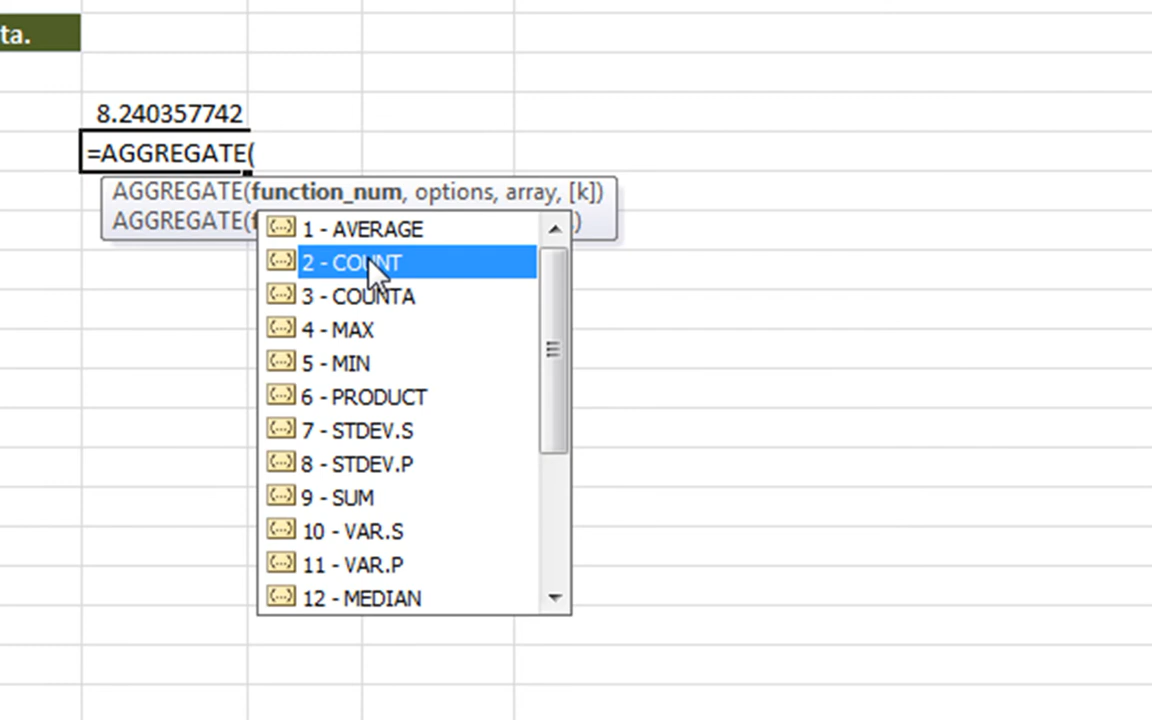 ta.
8.240357742
=AGGREGATE(
AGGREGATE(function_num, options, array, [k])
AGGREGATE(f )
1 - AVERAGE
2 - COUNT
3 - COUNTA
4 - MAX
5 - MIN
6 - PRODUCT
7 - STDEV.S
8 - STDEV.P
9 - SUM
10 - VAR.S
11 - VAR.P
12 - MEDIAN